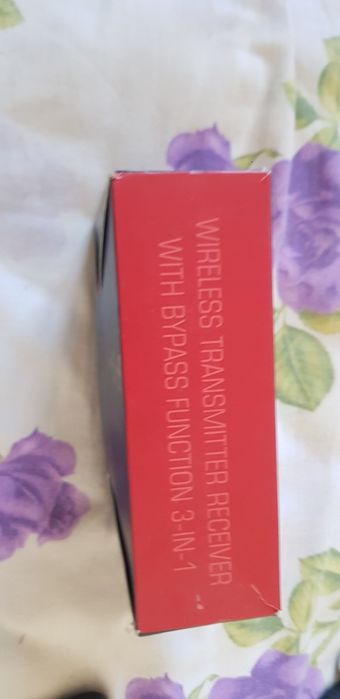 WIRELESS TRANSMITTER RECEIVER
WITH BYPASS FUNCTION 3-IN-1